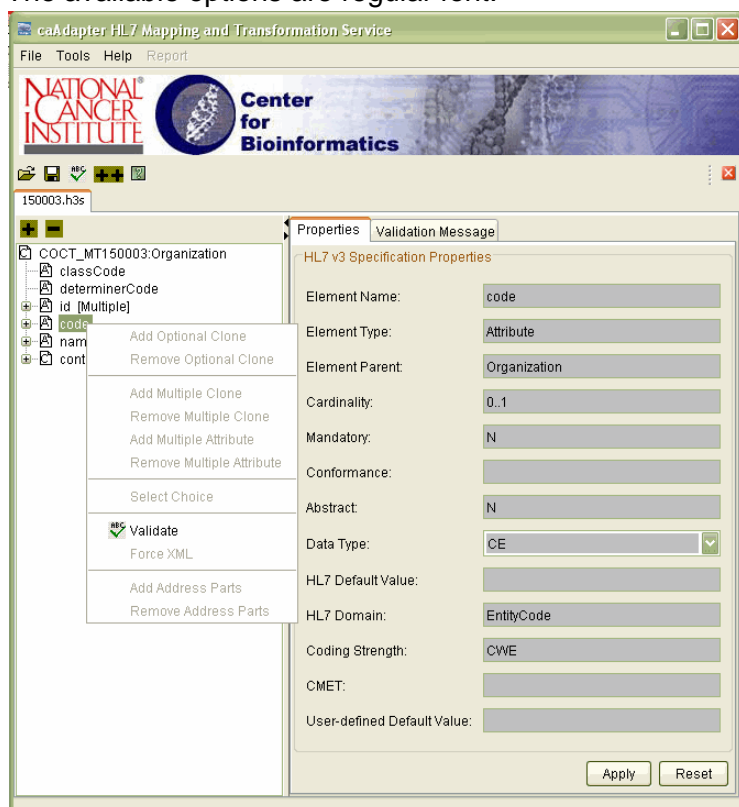 The available options are regular font.
caAdapter HL7 Mapping and Transformation Service
File Tools Help Report
NATIONAL
CANCER
INSTITUTE
Center
for
Bioinformatics
150003.h3s
Properties Validation Message
COCT_MT150003:Organization
classCode
determinerCode
id [Multiple]
code
nam
cont
Add Optional Clone
Remove Optional Clone
Add Multiple Clone
Remove Multiple Clone
Add Multiple Attribute
Remove Multiple Attribute
Select Choice
ABC Validate
Force XML
Add Address Parts
Remove Address Parts
HL7 v3 Specification Properties
Element Name: code
Element Type: Attribute
Element Parent: Organization
Cardinality: 0..1
Mandatory: N
Conformance:
Abstract: N
Data Type: CE
HL7 Default Value:
HL7 Domain: EntityCode
Coding Strength: CWE
CMET:
User-defined Default Value:
Apply Reset